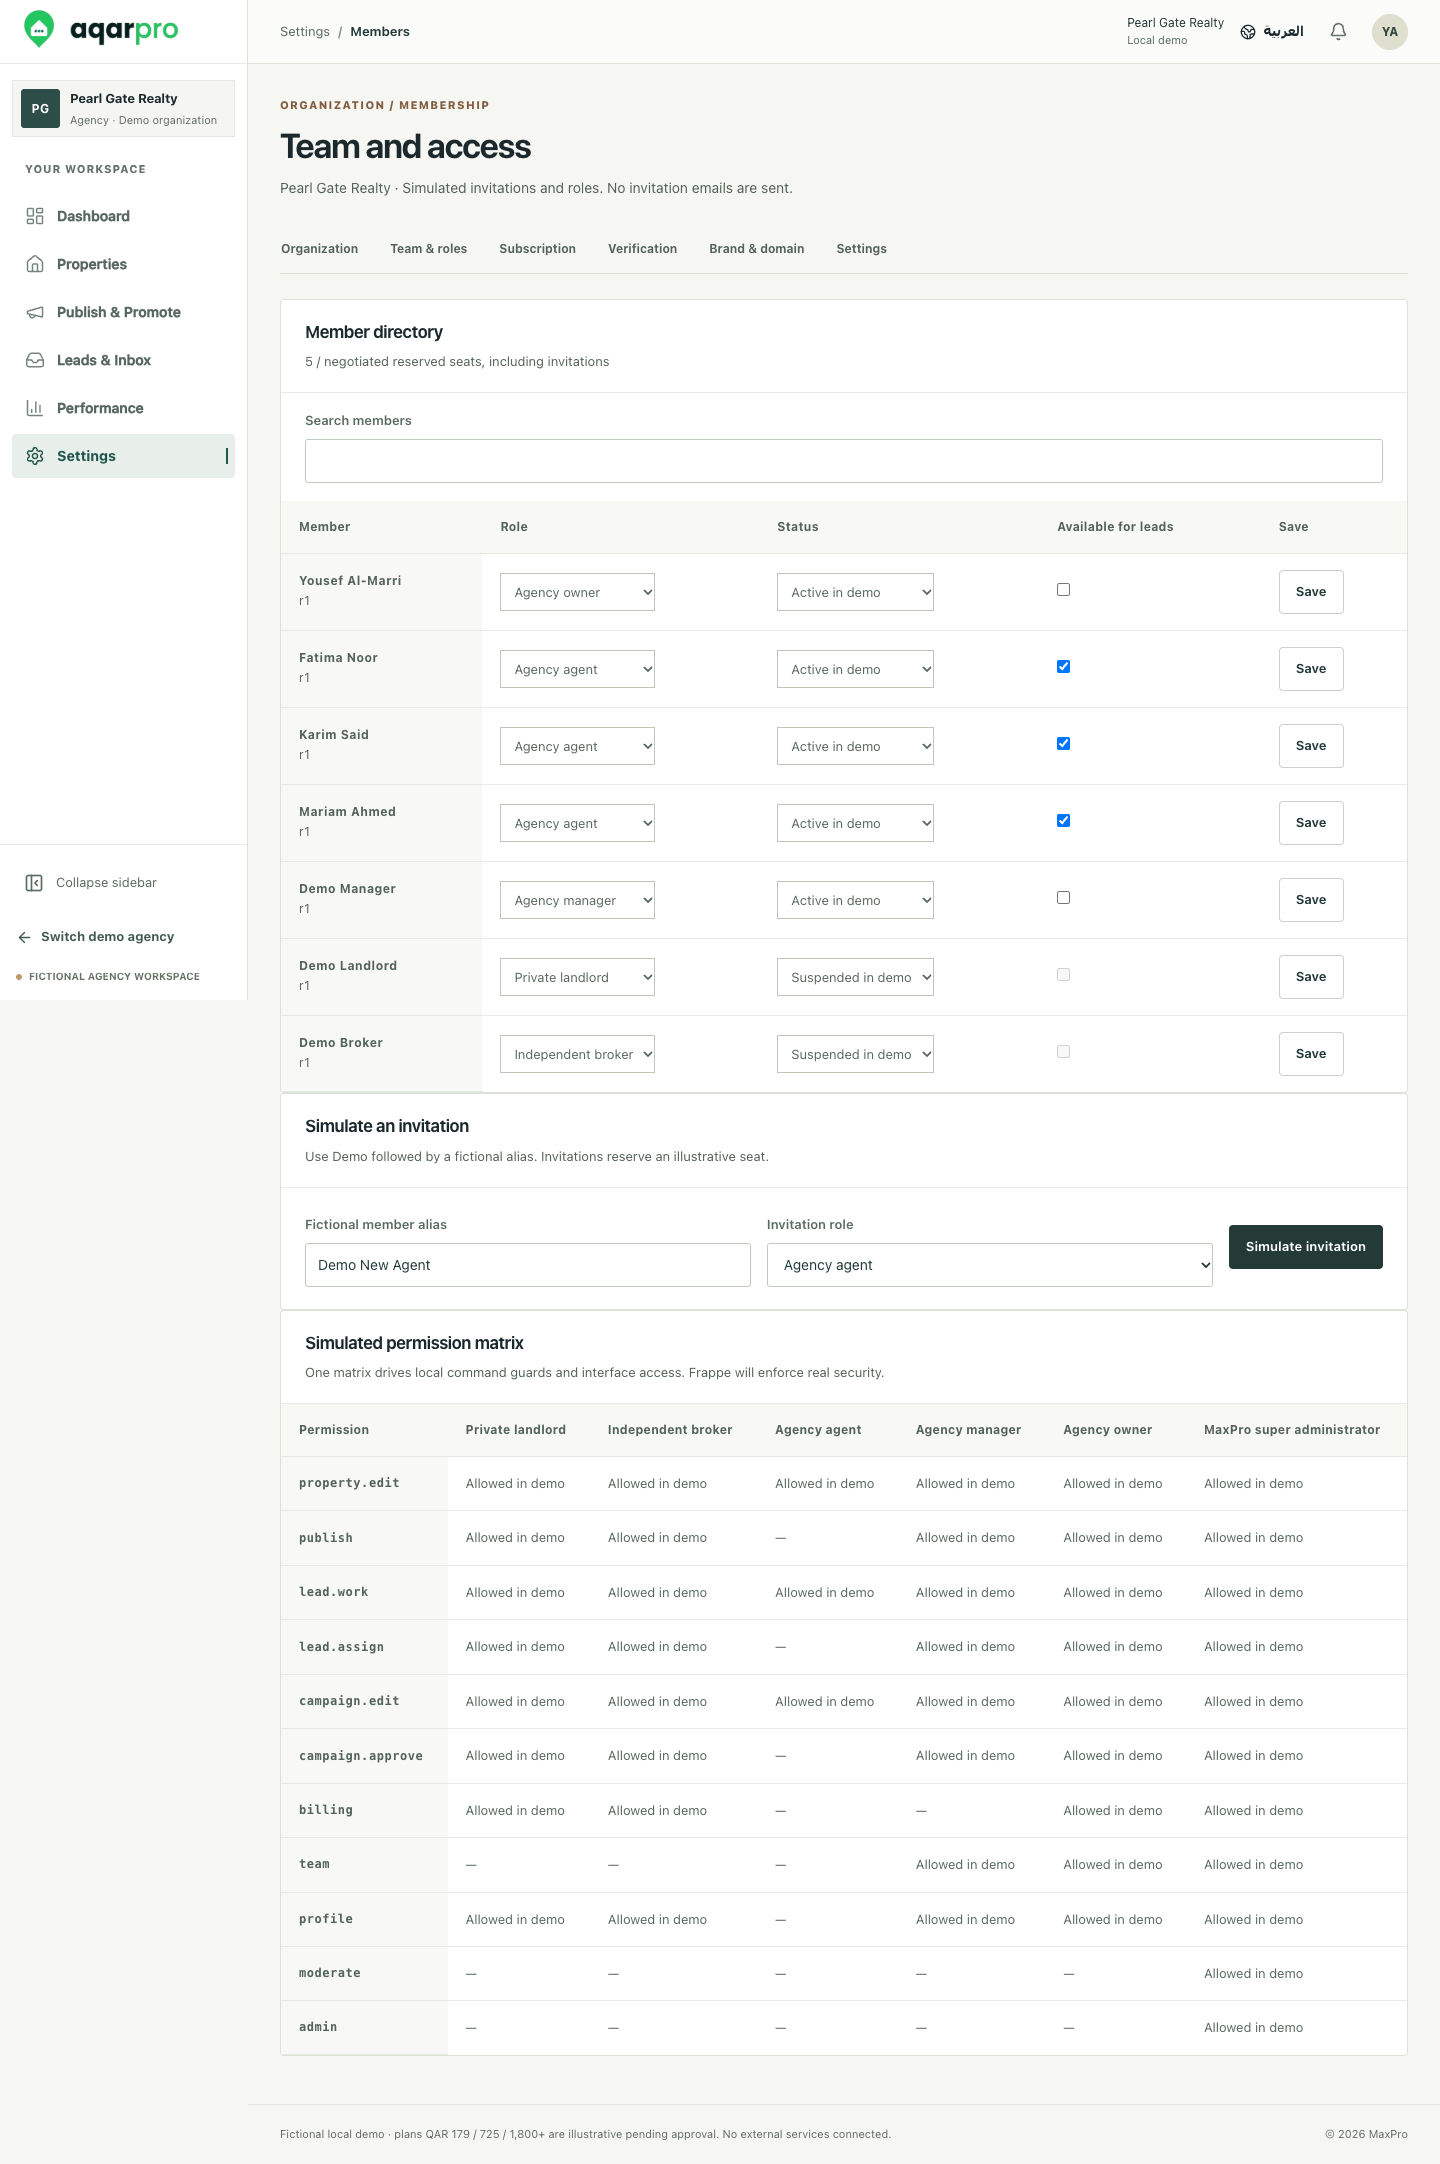 aqarpro
Settings / Members
Pearl Gate Realty
Local demo
العربية
YA
PG
Pearl Gate Realty
Agency · Demo organization
YOUR WORKSPACE
Dashboard
Properties
Publish & Promote
Leads & Inbox
Performance
Settings
Collapse sidebar
Switch demo agency
FICTIONAL AGENCY WORKSPACE
ORGANIZATION / MEMBERSHIP
Team and access
Pearl Gate Realty · Simulated invitations and roles. No invitation emails are sent.
Organization Team & roles Subscription Verification Brand & domain Settings
Member directory
5 / negotiated reserved seats, including invitations
Search members
Member Role Status Available for leads Save
Yousef Al-Marri
r1
Agency owner Active in demo Save
Fatima Noor
r1
Agency agent Active in demo Save
Karim Said
r1
Agency agent Active in demo Save
Mariam Ahmed
r1
Agency agent Active in demo Save
Demo Manager
r1
Agency manager Active in demo Save
Demo Landlord
r1
Private landlord Suspended in demo Save
Demo Broker
r1
Independent broker Suspended in demo Save
Simulate an invitation
Use Demo followed by a fictional alias. Invitations reserve an illustrative seat.
Fictional member alias Invitation role
Demo New Agent Agency agent Simulate invitation
Simulated permission matrix
One matrix drives local command guards and interface access. Frappe will enforce real security.
Permission Private landlord Independent broker Agency agent Agency manager Agency owner MaxPro super administrator
property.edit Allowed in demo Allowed in demo Allowed in demo Allowed in demo Allowed in demo Allowed in demo
publish Allowed in demo Allowed in demo — Allowed in demo Allowed in demo Allowed in demo
lead.work Allowed in demo Allowed in demo Allowed in demo Allowed in demo Allowed in demo Allowed in demo
lead.assign Allowed in demo Allowed in demo — Allowed in demo Allowed in demo Allowed in demo
campaign.edit Allowed in demo Allowed in demo Allowed in demo Allowed in demo Allowed in demo Allowed in demo
campaign.approve Allowed in demo Allowed in demo — Allowed in demo Allowed in demo Allowed in demo
billing Allowed in demo Allowed in demo — — Allowed in demo Allowed in demo
team — — — Allowed in demo Allowed in demo Allowed in demo
profile Allowed in demo Allowed in demo — Allowed in demo Allowed in demo Allowed in demo
moderate — — — — — Allowed in demo
admin — — — — — Allowed in demo
Fictional local demo · plans QAR 179 / 725 / 1,800+ are illustrative pending approval. No external services connected.
© 2026 MaxPro